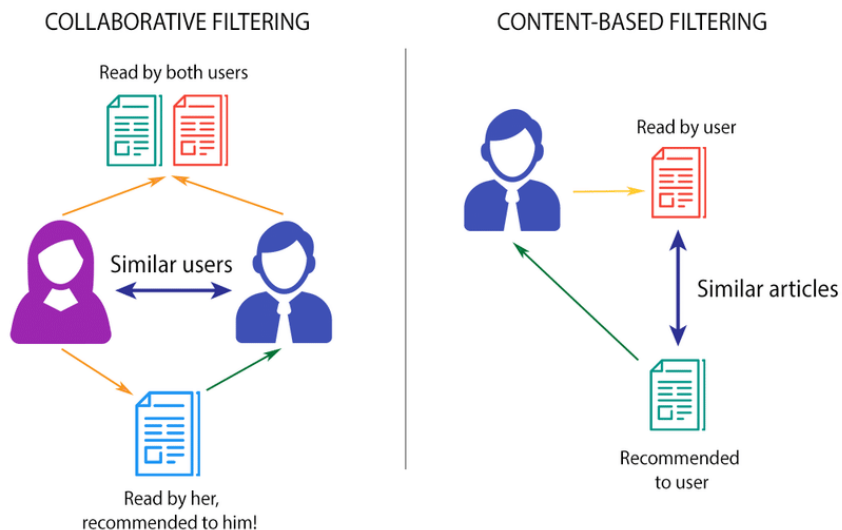 COLLABORATIVE FILTERING
Read by both users
Similar users
Read by her,
recommended to him!
CONTENT-BASED FILTERING
Read by user
Similar articles
Recommended
to user